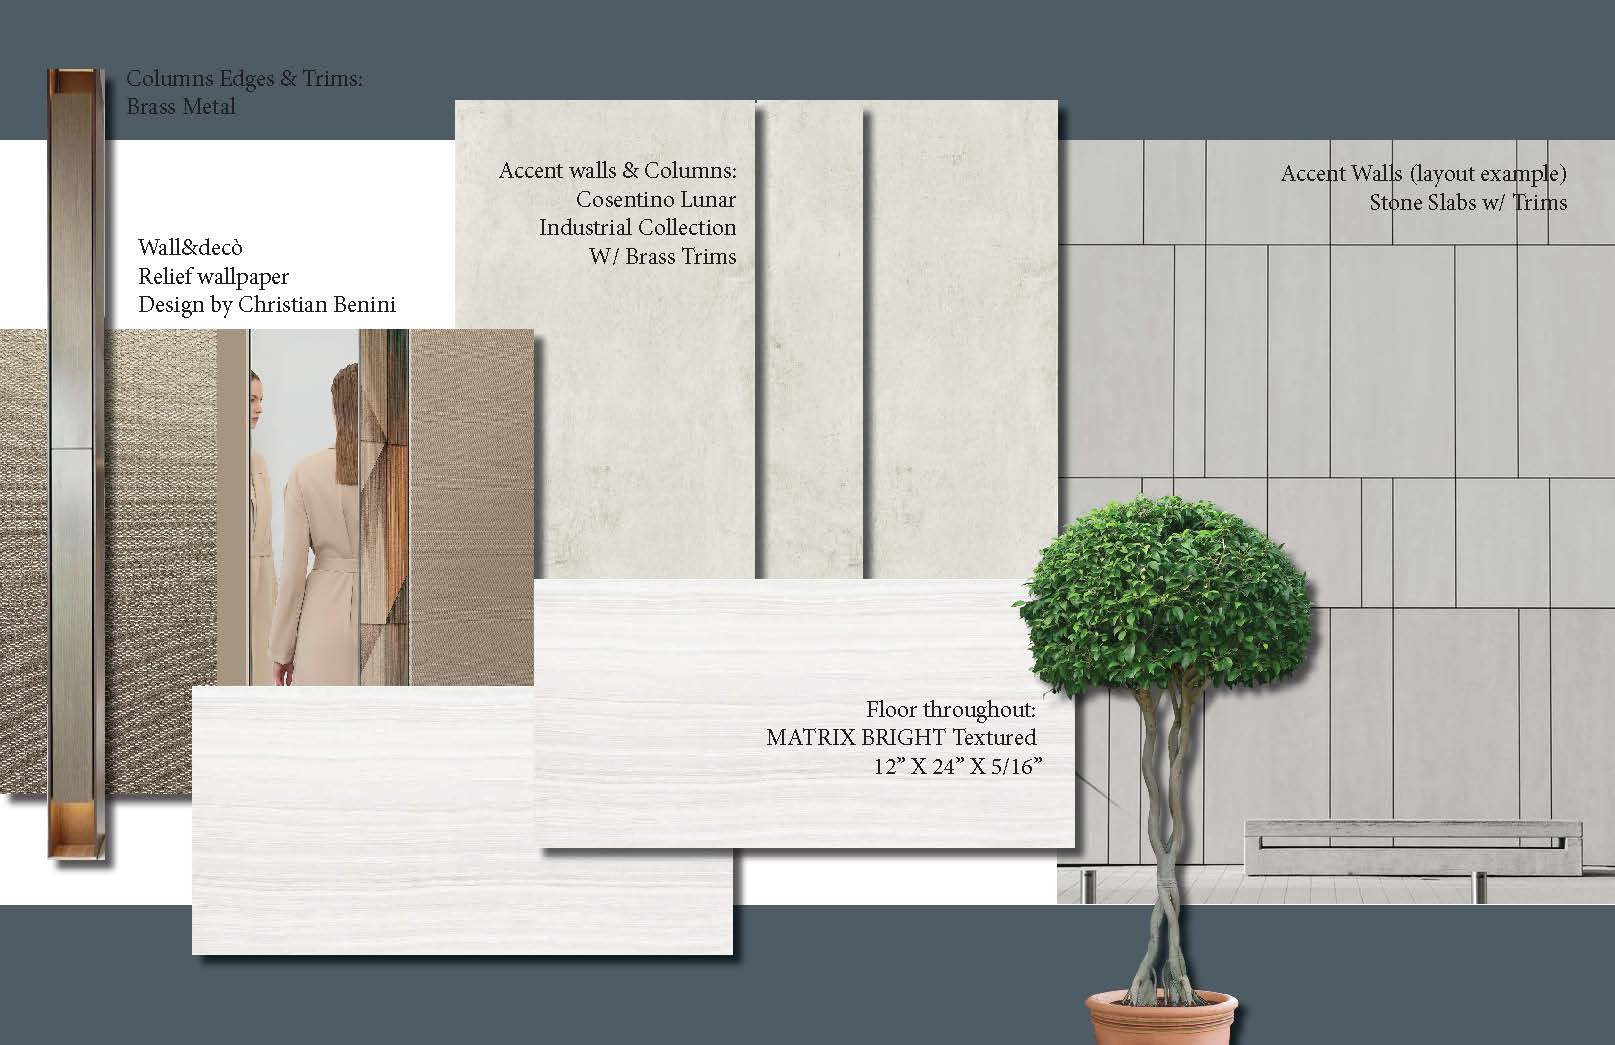 Columns Edges & Trims:
Brass Metal
Wall&decò
Relief wallpaper
Design by Christian Benini
Accent walls & Columns:
Cosentino Lunar
Industrial Collection
W/ Brass Trims
Accent Walls (layout example)
Stone Slabs w/ Trims
Floor throughout:
MATRIX BRIGHT Textured
12” X 24” X 5/16”